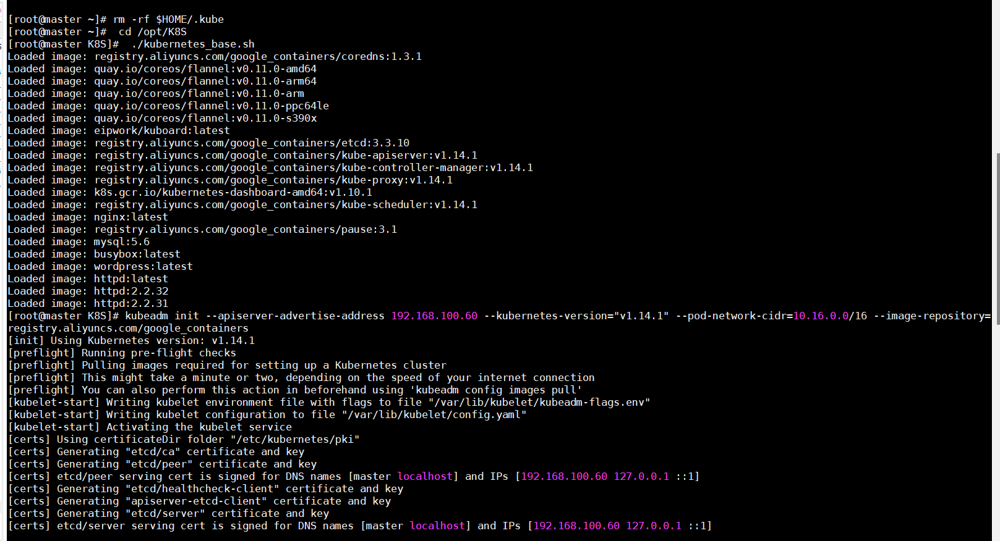 [root@master ~]# rm -rf $HOME/.kube
[root@master ~]#  cd /opt/K8S
[root@master K8S]#  ./kubernetes_base.sh
Loaded image: registry.aliyuncs.com/google_containers/coredns:1.3.1
Loaded image: quay.io/coreos/flannel:v0.11.0-amd64
Loaded image: quay.io/coreos/flannel:v0.11.0-arm64
Loaded image: quay.io/coreos/flannel:v0.11.0-arm
Loaded image: quay.io/coreos/flannel:v0.11.0-ppc64le
Loaded image: quay.io/coreos/flannel:v0.11.0-s390x
Loaded image: eipwork/kuboard:latest
Loaded image: registry.aliyuncs.com/google_containers/etcd:3.3.10
Loaded image: registry.aliyuncs.com/google_containers/kube-apiserver:v1.14.1
Loaded image: registry.aliyuncs.com/google_containers/kube-controller-manager:v1.14.1
Loaded image: registry.aliyuncs.com/google_containers/kube-proxy:v1.14.1
Loaded image: k8s.gcr.io/kubernetes-dashboard-amd64:v1.10.1
Loaded image: registry.aliyuncs.com/google_containers/kube-scheduler:v1.14.1
Loaded image: nginx:latest
Loaded image: registry.aliyuncs.com/google_containers/pause:3.1
Loaded image: mysql:5.6
Loaded image: busybox:latest
Loaded image: wordpress:latest
Loaded image: httpd:latest
Loaded image: httpd:2.2.32
Loaded image: httpd:2.2.31
[root@master K8S]# kubeadm init --apiserver-advertise-address 192.168.100.60 --kubernetes-version="v1.14.1" --pod-network-cidr=10.16.0.0/16 --image-repository=
registry.aliyuncs.com/google_containers
[init] Using Kubernetes version: v1.14.1
[preflight] Running pre-flight checks
[preflight] Pulling images required for setting up a Kubernetes cluster
[preflight] This might take a minute or two, depending on the speed of your internet connection
[preflight] You can also perform this action in beforehand using 'kubeadm config images pull'
[kubelet-start] Writing kubelet environment file with flags to file "/var/lib/kubelet/kubeadm-flags.env"
[kubelet-start] Writing kubelet configuration to file "/var/lib/kubelet/config.yaml"
[kubelet-start] Activating the kubelet service
[certs] Using certificateDir folder "/etc/kubernetes/pki"
[certs] Generating "etcd/ca" certificate and key
[certs] Generating "etcd/peer" certificate and key
[certs] etcd/peer serving cert is signed for DNS names [master localhost] and IPs [192.168.100.60 127.0.0.1 ::1]
[certs] Generating "etcd/healthcheck-client" certificate and key
[certs] Generating "apiserver-etcd-client" certificate and key
[certs] Generating "etcd/server" certificate and key
[certs] etcd/server serving cert is signed for DNS names [master localhost] and IPs [192.168.100.60 127.0.0.1 ::1]